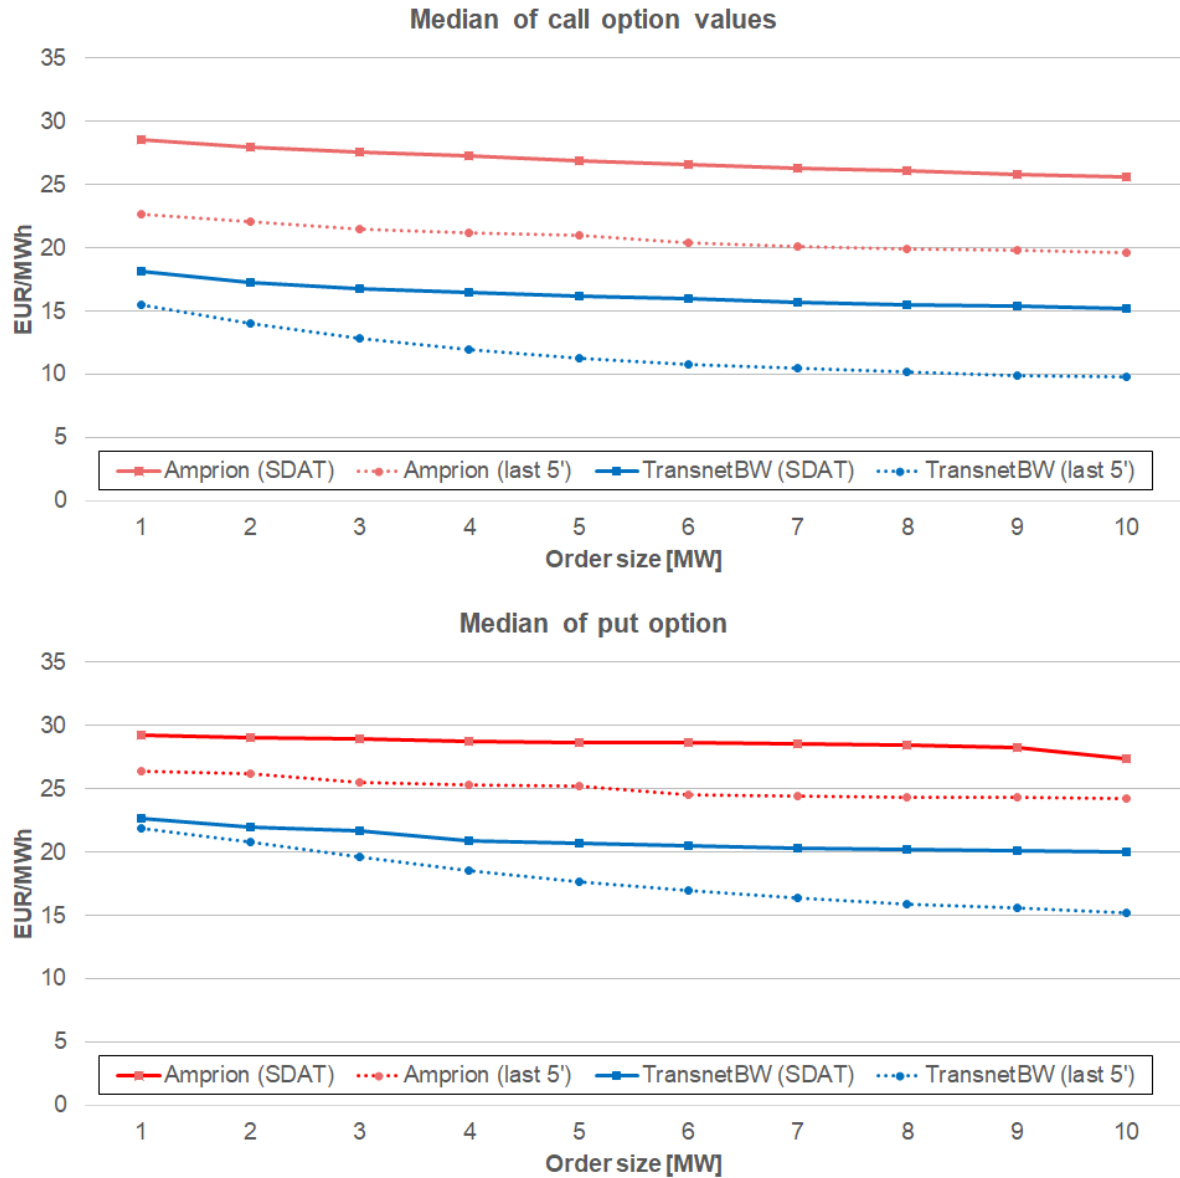 Median of call option values
35
30
25
20
15
10
5
0
EUR/MWh
Amprion (SDAT) Amprion (last 5') TransnetBW (SDAT) TransnetBW (last 5')
1 2 3 4 5 6 7 8 9 10
Order size [MW]
Median of put option
35
30
25
20
15
10
5
0
EUR/MWh
Amprion (SDAT) Amprion (last 5') TransnetBW (SDAT) TransnetBW (last 5')
1 2 3 4 5 6 7 8 9 10
Order size [MW]